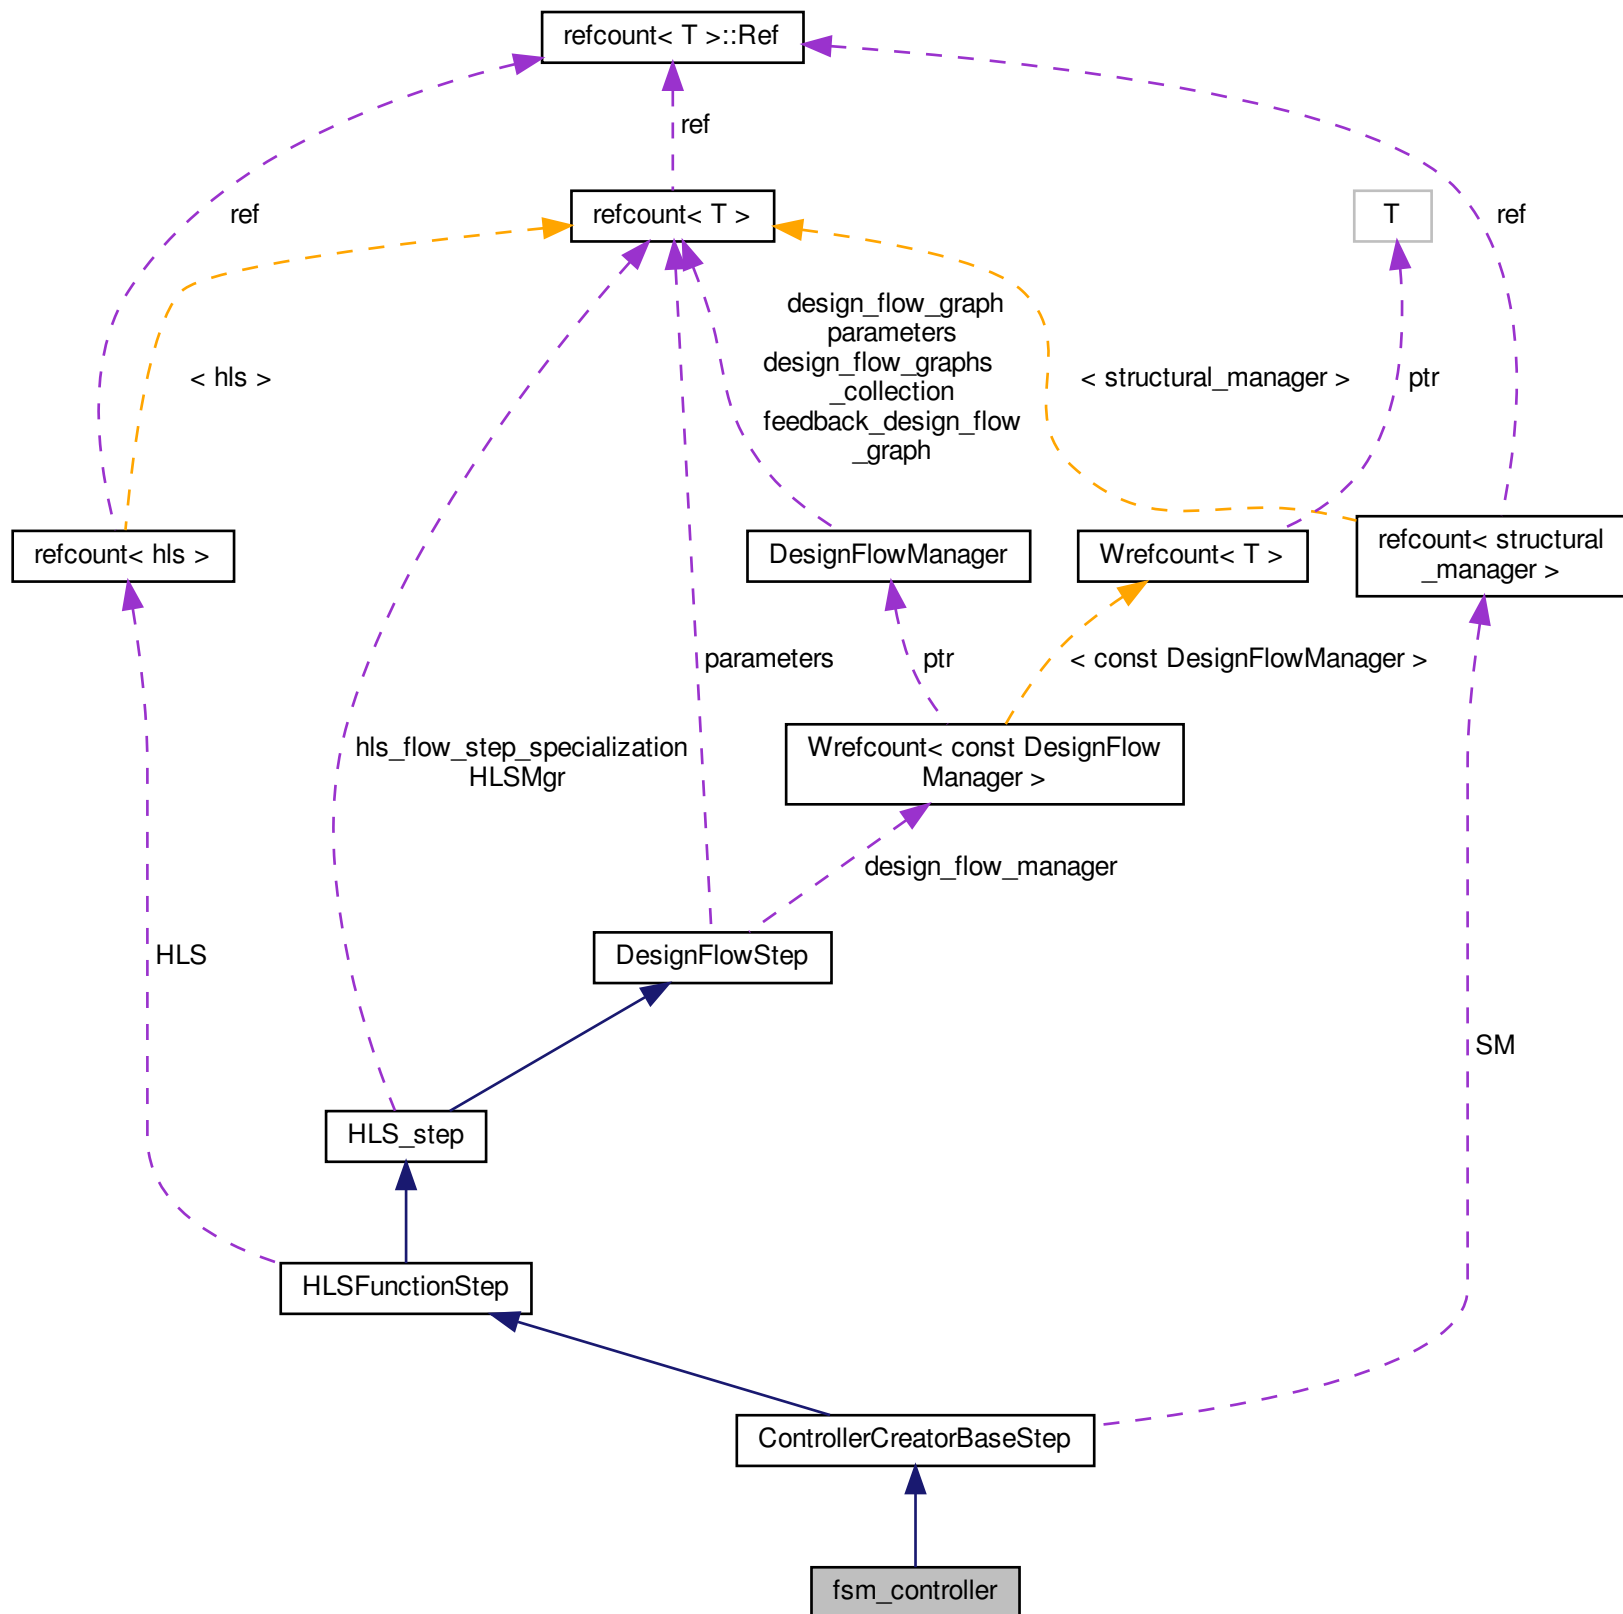 refcount< T >::Ref
ref
refcount< T >
T
ref
ref
design_flow_graph
parameters
design_flow_graphs
_collection
feedback_design_flow
_graph
< hls >
< structural_manager >
ptr
refcount< hls >
DesignFlowManager
Wrefcount< T >
refcount< structural
_manager >
parameters
ptr
< const DesignFlowManager >
hls_flow_step_specialization
HLSMgr
Wrefcount< const DesignFlow
Manager >
design_flow_manager
HLS
DesignFlowStep
SM
HLS_step
HLSFunctionStep
ControllerCreatorBaseStep
fsm_controller